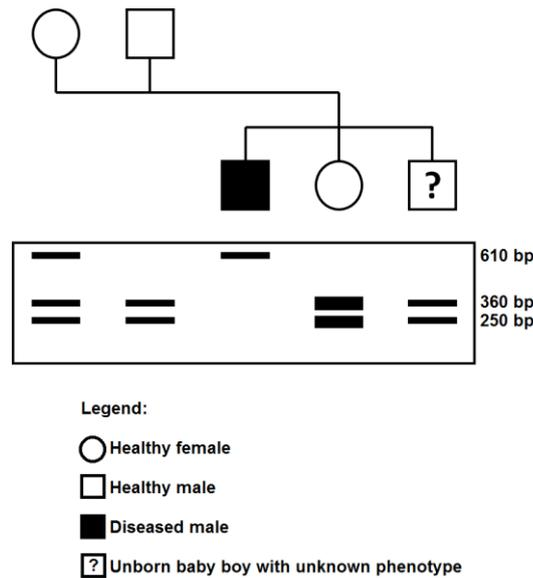 ?
610 bp
360 bp
250 bp
Legend:
Healthy female
Healthy male
Diseased male
? Unborn baby boy with unknown phenotype